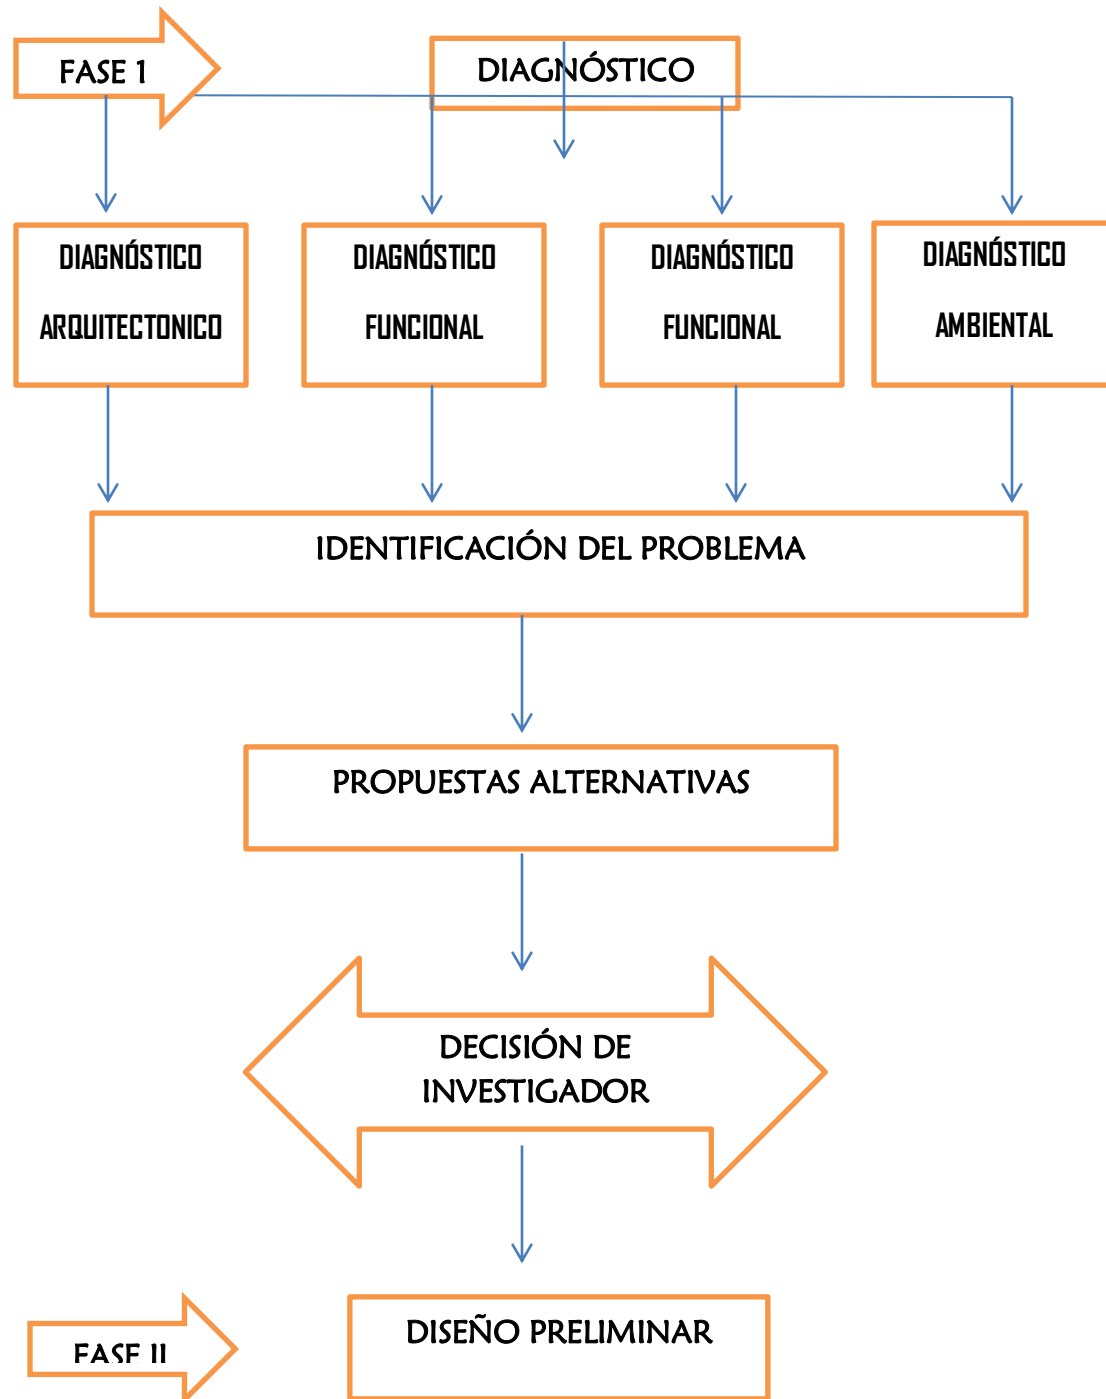 FASE 1
DIAGNÓSTICO
DIAGNÓSTICO
ARQUITECTONICO
DIAGNÓSTICO
FUNCIONAL
DIAGNÓSTICO
FUNCIONAL
DIAGNÓSTICO
AMBIENTAL
IDENTIFICACIÓN DEL PROBLEMA
PROPUESTAS ALTERNATIVAS
DECISIÓN DE
INVESTIGADOR
DISEÑO PRELIMINAR
FASE II